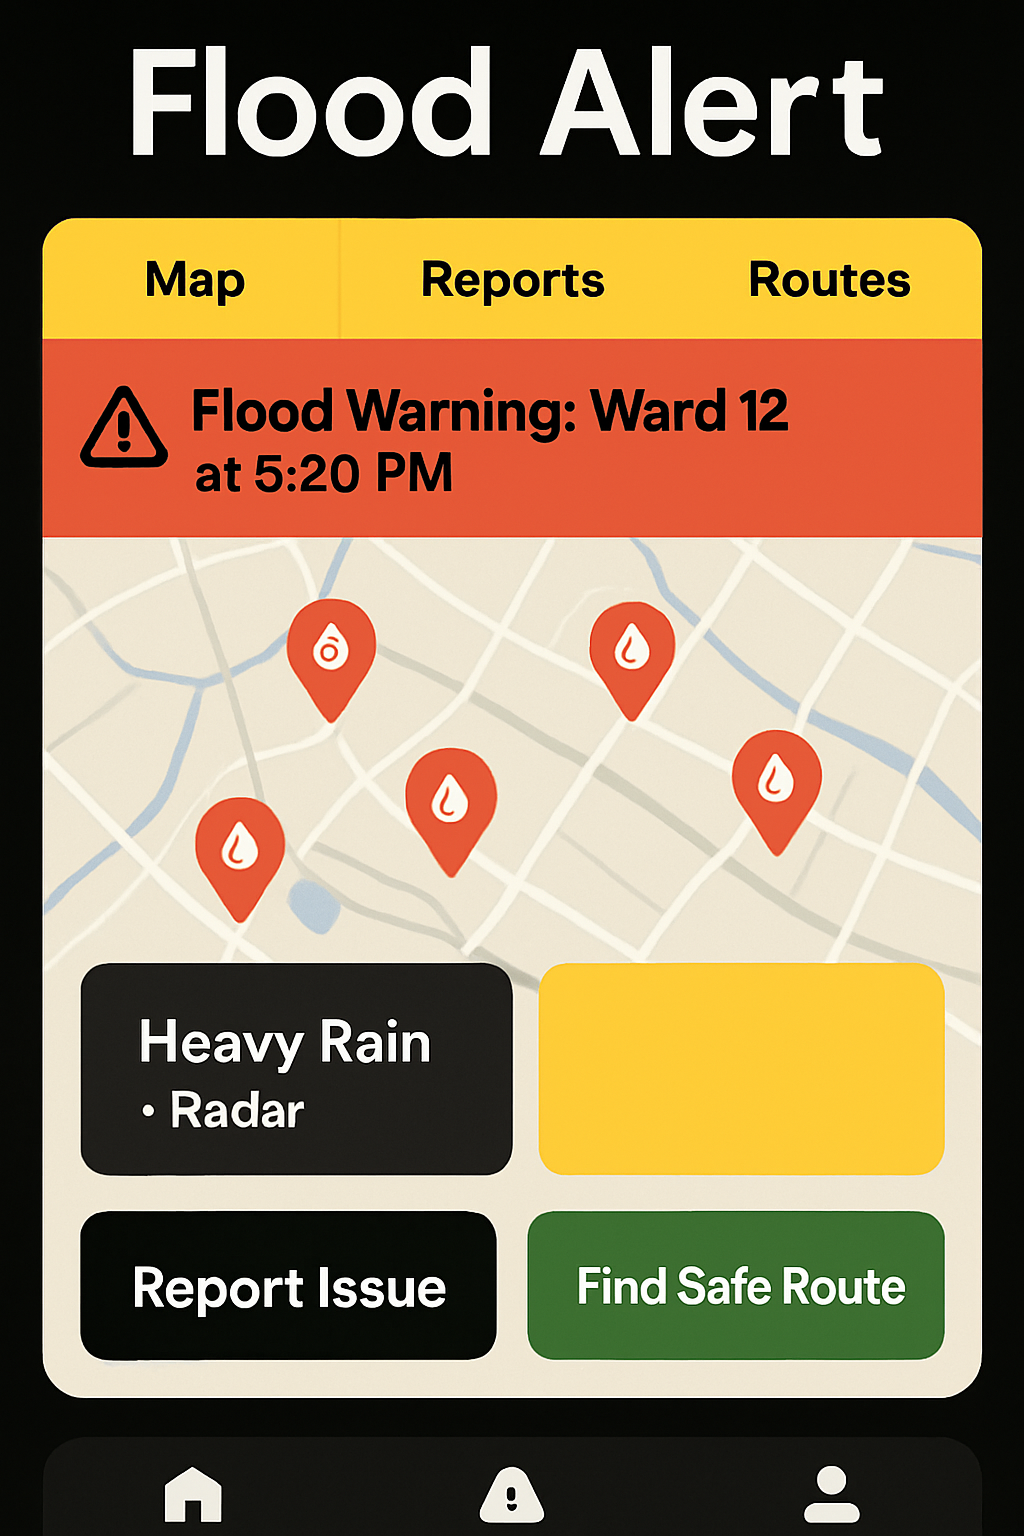 Flood Alert
Map Reports Routes
Flood Warning: Ward 12
at 5:20 PM
Heavy Rain
• Radar
Report Issue
Find Safe Route